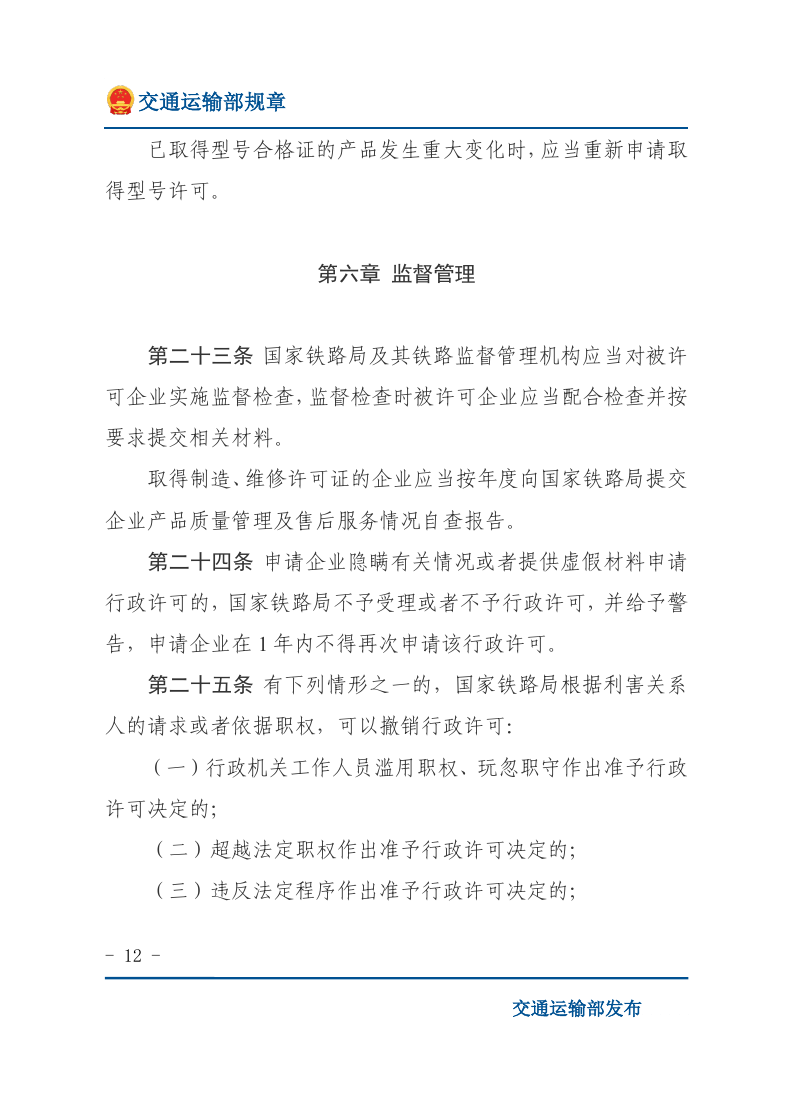 交通运输部规章
已取得型号合格证的产品发生重大变化时，应当重新申请取
得型号许可。
第六章 监督管理
第二十三条 国家铁路局及其铁路监督管理机构应当对被许
可企业实施监督检查，监督检查时被许可企业应当配合检查并按
要求提交相关材料。
取得制造、维修许可证的企业应当按年度向国家铁路局提交
企业产品质量管理及售后服务情况自查报告。
第二十四条 申请企业隐瞒有关情况或者提供虚假材料申请
行政许可的，国家铁路局不予受理或者不予行政许可，并给予警
告，申请企业在 1 年内不得再次申请该行政许可。
第二十五条 有下列情形之一的，国家铁路局根据利害关系
人的请求或者依据职权，可以撤销行政许可：
（一）行政机关工作人员滥用职权、玩忽职守作出准予行政
许可决定的；
（二）超越法定职权作出准予行政许可决定的；
（三）违反法定程序作出准予行政许可决定的；
- 12 -
交通运输部发布